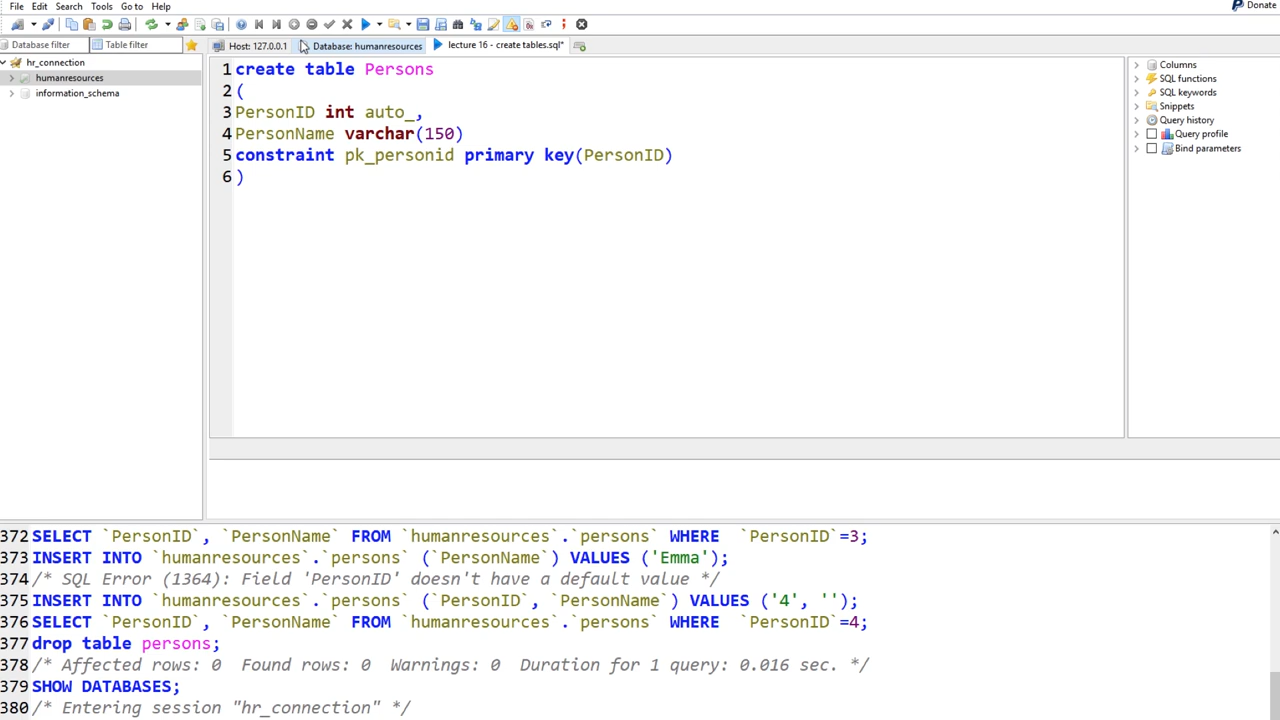 File Edit Search Tools Go to Help
Donate
Database filter Table filter Host: 127.0.0.1 Database: humanresources lecture 16 - create tables.sql*
hr_connection
humanresources
information_schema
1 create table Persons
2 (
3 PersonID int auto_,
4 PersonName varchar(150)
5 constraint pk_personid primary key(PersonID)
6 )
Columns
SQL functions
SQL keywords
Snippets
Query history
Query profile
Bind parameters
372 SELECT `PersonID`, `PersonName` FROM `humanresources`.`persons` WHERE  `PersonID`=3;
373 INSERT INTO `humanresources`.`persons` (`PersonName`) VALUES ('Emma');
374 /* SQL Error (1364): Field 'PersonID' doesn't have a default value */
375 INSERT INTO `humanresources`.`persons` (`PersonID`, `PersonName`) VALUES ('4', '');
376 SELECT `PersonID`, `PersonName` FROM `humanresources`.`persons` WHERE  `PersonID`=4;
377 drop table persons;
378 /* Affected rows: 0  Found rows: 0  Warnings: 0  Duration for 1 query: 0.016 sec. */
379 SHOW DATABASES;
380 /* Entering session "hr_connection" */